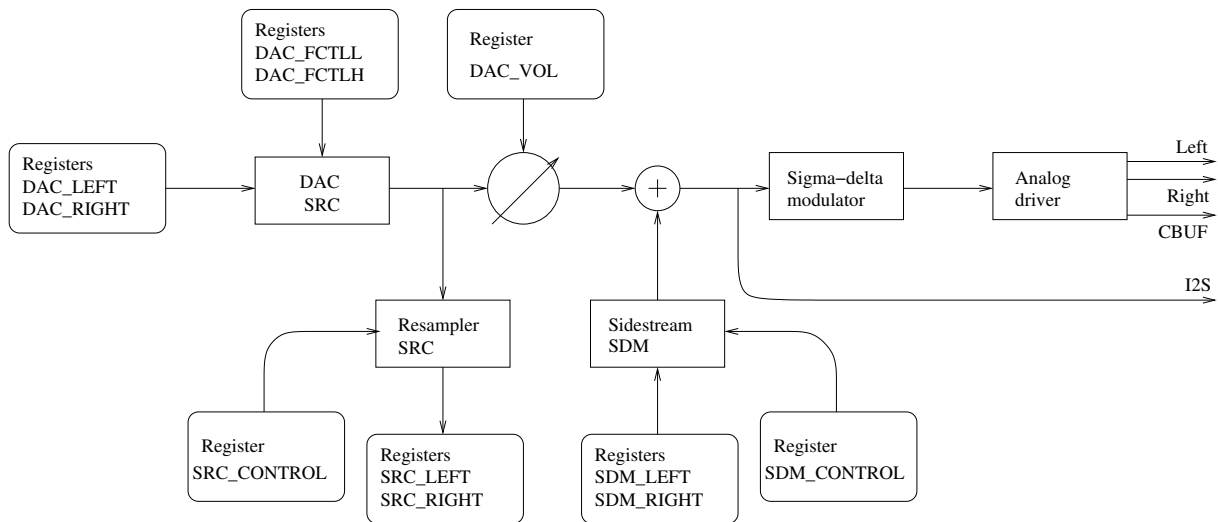 Registers
DAC_FCTLL
DAC_FCTLH
Register
DAC_VOL
Registers
DAC_LEFT
DAC_RIGHT
DAC
SRC
+
Sigma−delta
modulator
Analog
driver
Left
Right
CBUF
I2S
Resampler
SRC
Sidestream
SDM
Register
SRC_CONTROL
Registers
SRC_LEFT
SRC_RIGHT
Registers
SDM_LEFT
SDM_RIGHT
Register
SDM_CONTROL